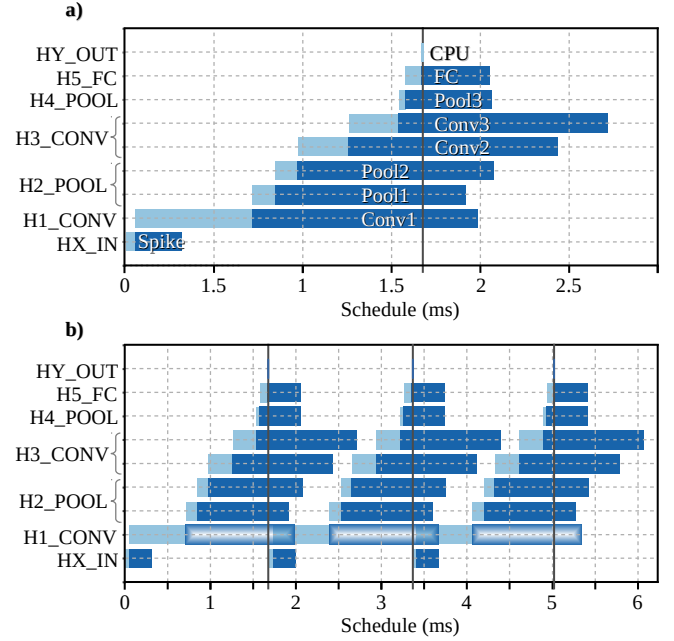 a)
HY_OUT
CPU
H5_FC
FC
H4_POOL
Pool3
Conv3
H3_CONV
Conv2
Pool2
H2_POOL
Pool1
H1_CONV
Conv1
HX_IN
Spike
0 1.5 1 1.5 2 2.5
Schedule (ms)
b)
HY_OUT
H5_FC
H4_POOL
H3_CONV
H2_POOL
H1_CONV
HX_IN
0 1 2 3 4 5 6
Schedule (ms)